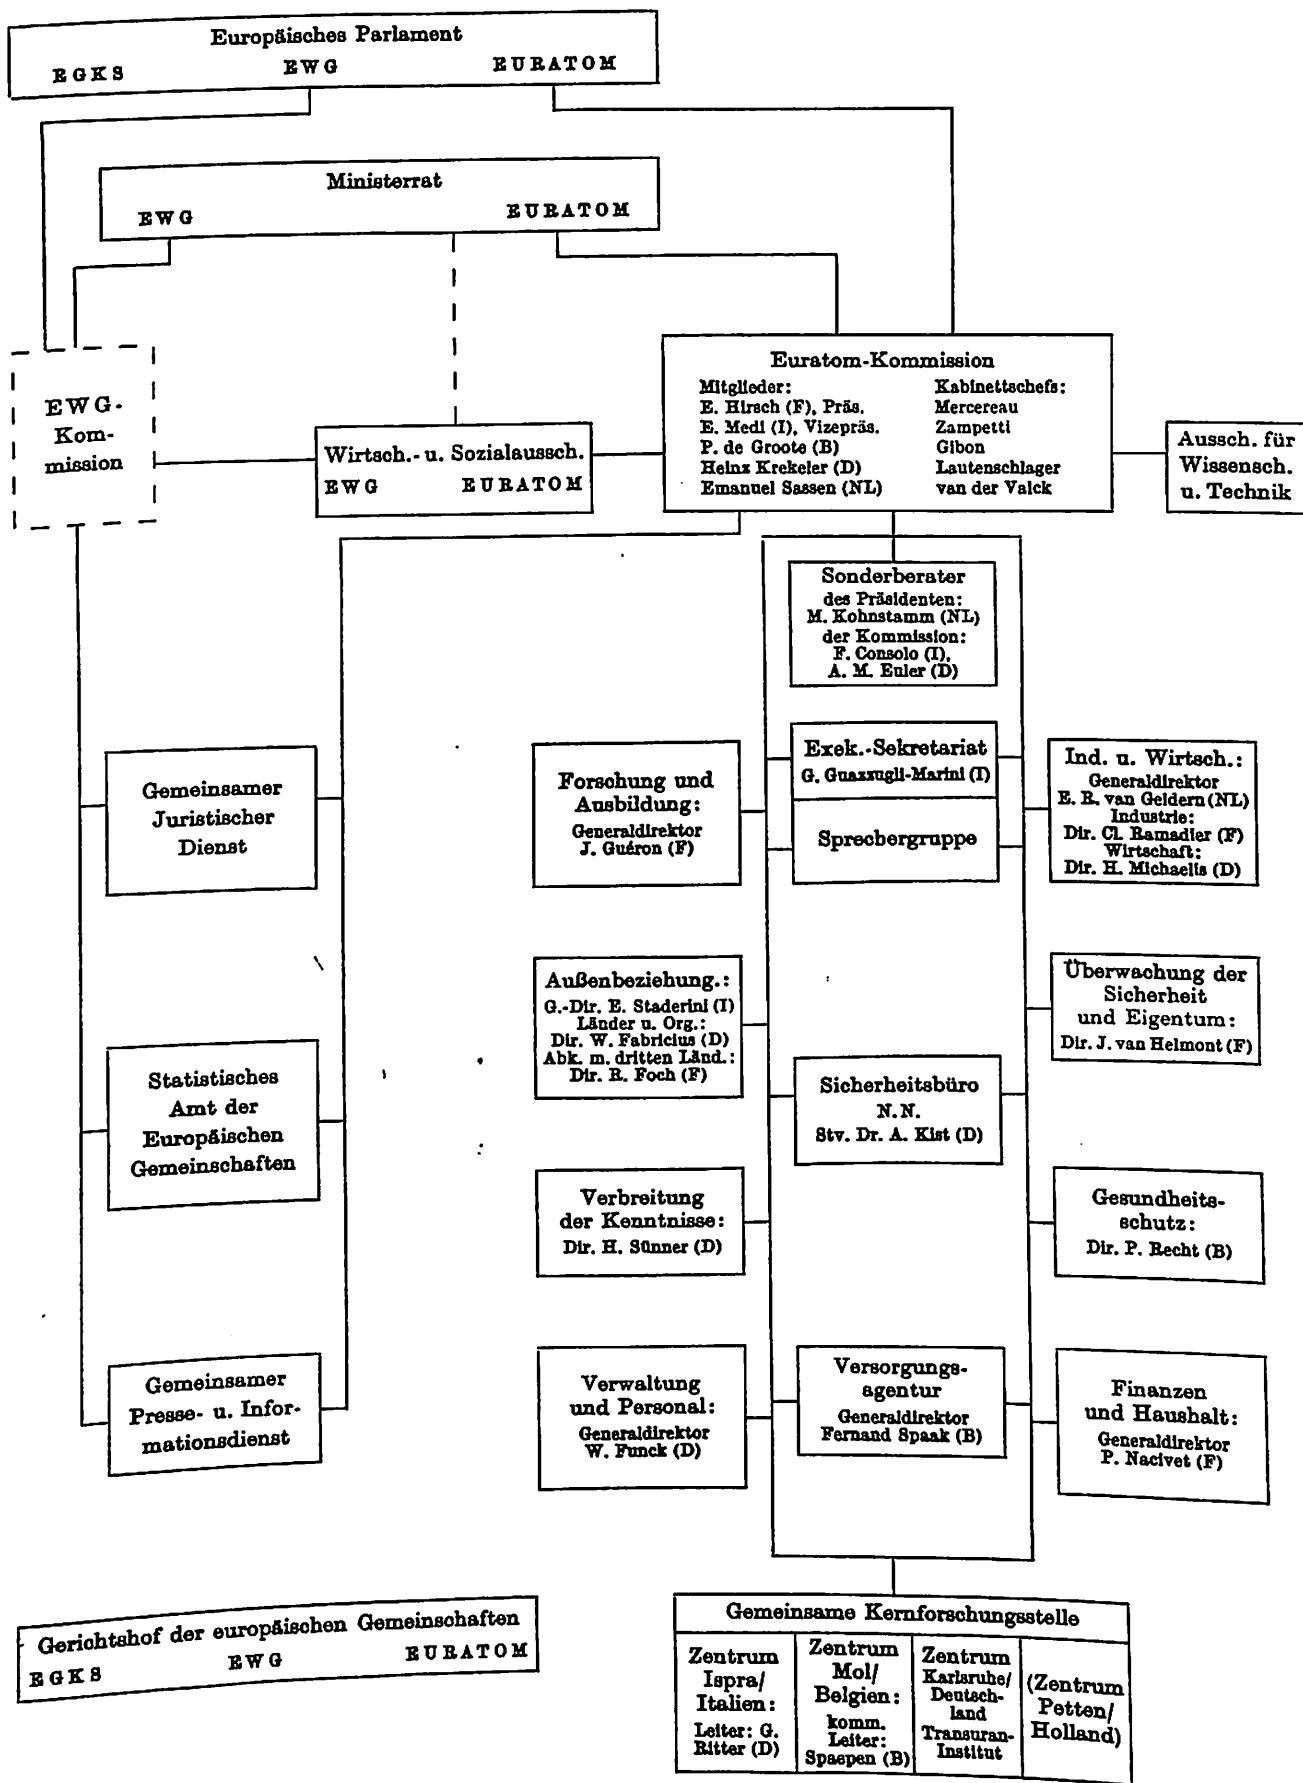 Europäisches Parlament
EGKS EWG EURATOM
Ministerrat
EWG EURATOM
EWG-
Kom-
mission
Wirtsch.- u. Sozialaussch.
EWG EURATOM
Euratom-Kommission
Mitglieder:
E. Hirsch (F), Präs.
E. Medi (I), Vizepräs.
P. de Groote (B)
Heinz Krekeler (D)
Emanuel Sassen (NL)
Kabinettschefs:
Mercereau
Zampetti
Gibon
Lautenschlager
van der Valck
Aussch. für
Wissensch.
u. Technik
Sonderberater
des Präsidenten:
M. Kohnstamm (NL)
der Kommission:
F. Consolo (I),
A. M. Euler (D)
Gemeinsamer
Juristischer
Dienst
Forschung und
Ausbildung:
Generaldirektor
J. Guéron (F)
Exek.-Sekretariat
G. Guazzugli-Marini (I)
Sprechergruppe
Ind. u. Wirtsch.:
Generaldirektor
E. R. van Geldern (NL)
Industrie:
Dir. Cl. Ramadier (F)
Wirtschaft:
Dir. H. Michaelis (D)
Außenbeziehung.:
G.-Dir. E. Staderini (I)
Länder u. Org.:
Dir. W. Fabricius (D)
Abk. m. dritten Länd.:
Dir. R. Foch (F)
Überwachung der
Sicherheit
und Eigentum:
Dir. J. van Helmont (F)
Statistisches
Amt der
Europäischen
Gemeinschaften
Sicherheitsbüro
N. N.
Stv. Dr. A. Kist (D)
Verbreitung
der Kenntnisse:
Dir. H. Sünner (D)
Gesundheits-
schutz:
Dir. P. Recht (B)
Gemeinsamer
Presse- u. Infor-
mationsdienst
Verwaltung
und Personal:
Generaldirektor
W. Funck (D)
Versorgungs-
agentur
Generaldirektor
Fernand Spaak (B)
Finanzen
und Haushalt:
Generaldirektor
P. Nacivet (F)
Gerichtshof der europäischen Gemeinschaften
EGKS EWG EURATOM
Gemeinsame Kernforschungsstelle
Zentrum
Ispra/
Italien:
Leiter: G.
Ritter (D)
Zentrum
Mol/
Belgien:
komm.
Leiter:
Spaepen (B)
Zentrum
Karlsruhe/
Deutsch-
land
Transuran-
Institut
(Zentrum
Petten/
Holland)